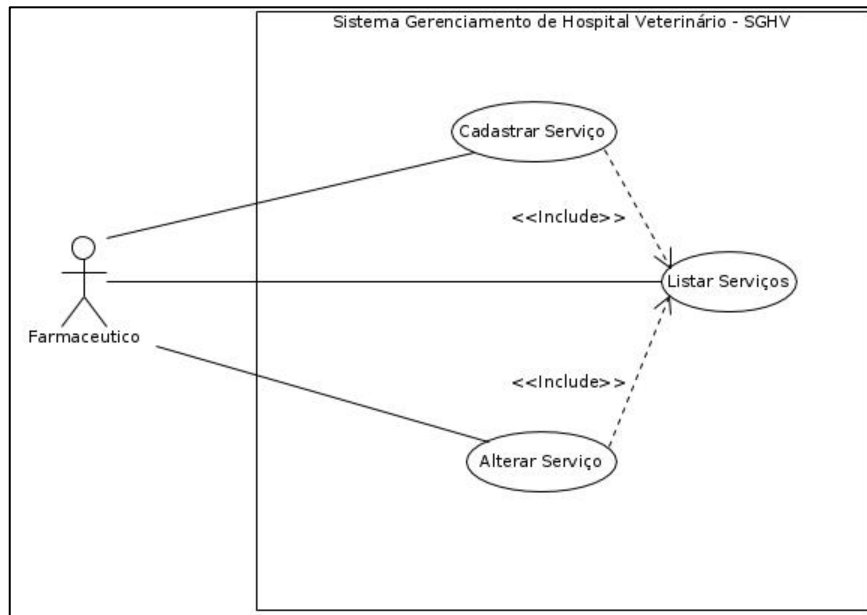 Sistema Gerenciamento de Hospital Veterinário - SGHV
Cadastrar Serviço
<<Include>>
Listar Serviços
Farmaceutico
<<Include>>
Alterar Serviço